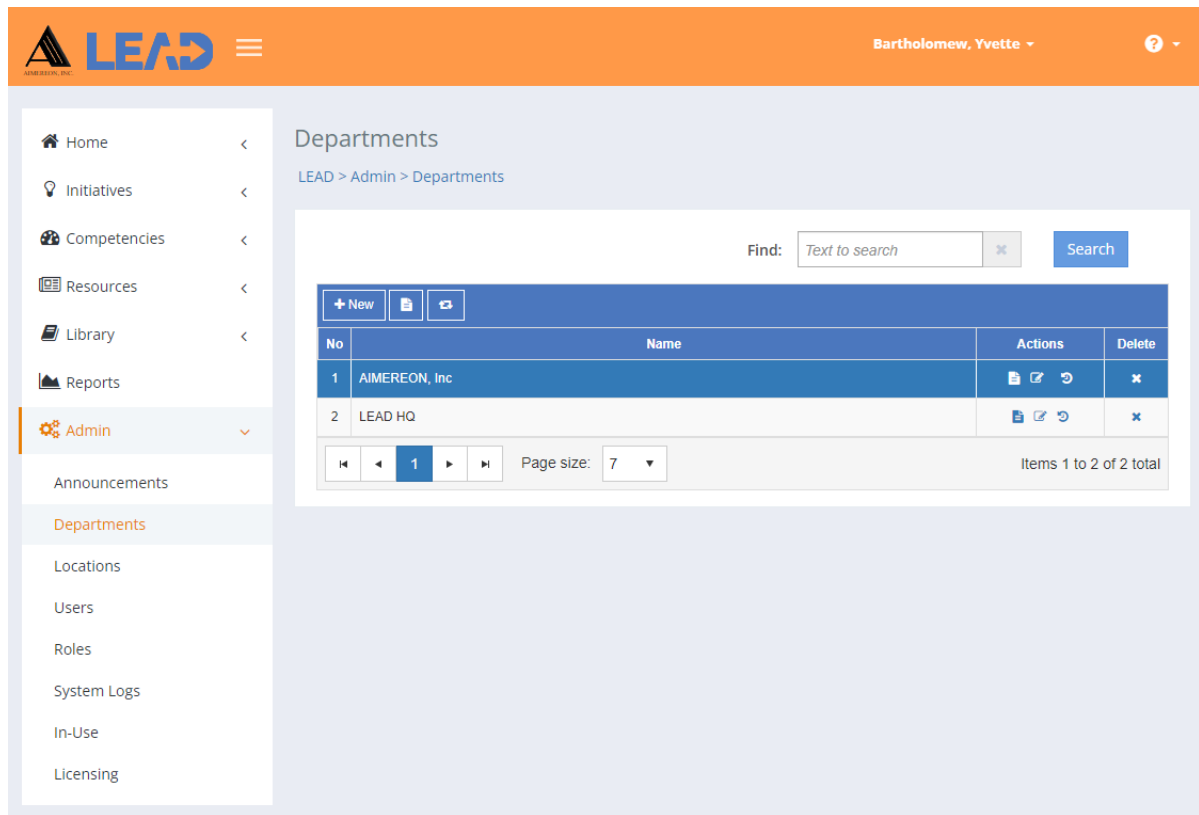 AIMEREON, INC.
LEAD
Bartholomew, Yvette
?
Home
Initiatives
Competencies
Resources
Library
Reports
Admin
Announcements
Departments
Locations
Users
Roles
System Logs
In-Use
Licensing
Departments
LEAD > Admin > Departments
Find: Text to search Search
+ New
No Name Actions Delete
1 AIMEREON, Inc
2 LEAD HQ
1 Page size: 7 Items 1 to 2 of 2 total